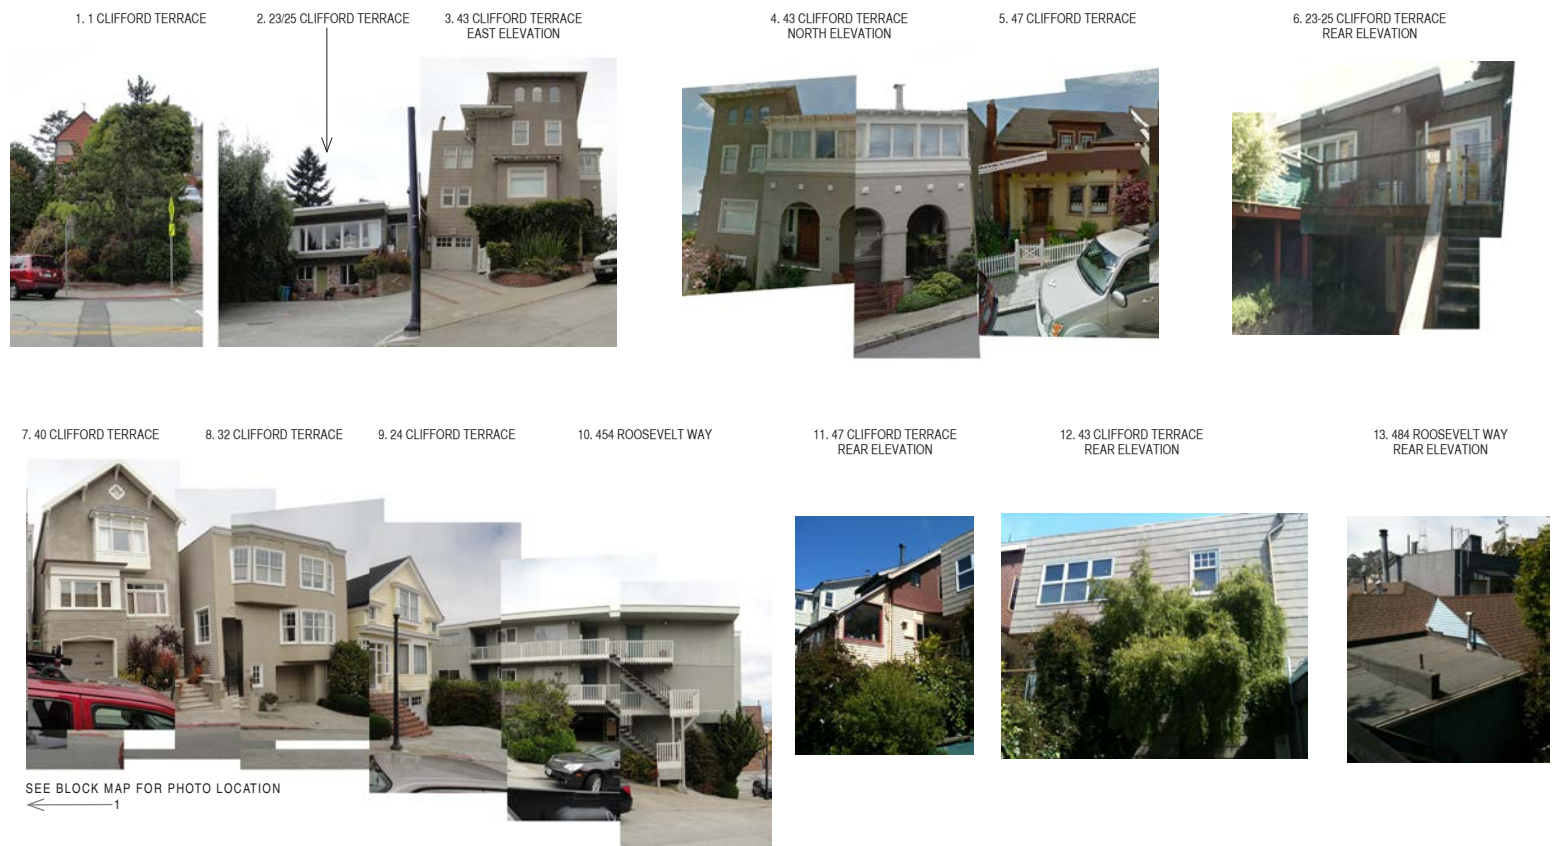 1. 1 CLIFFORD TERRACE
2. 23/25 CLIFFORD TERRACE
3. 43 CLIFFORD TERRACE
EAST ELEVATION
4. 43 CLIFFORD TERRACE
NORTH ELEVATION
5. 47 CLIFFORD TERRACE
6. 23-25 CLIFFORD TERRACE
REAR ELEVATION
7. 40 CLIFFORD TERRACE
8. 32 CLIFFORD TERRACE
9. 24 CLIFFORD TERRACE
10. 454 ROOSEVELT WAY
11. 47 CLIFFORD TERRACE
REAR ELEVATION
12. 43 CLIFFORD TERRACE
REAR ELEVATION
13. 484 ROOSEVELT WAY
REAR ELEVATION
SEE BLOCK MAP FOR PHOTO LOCATION
1